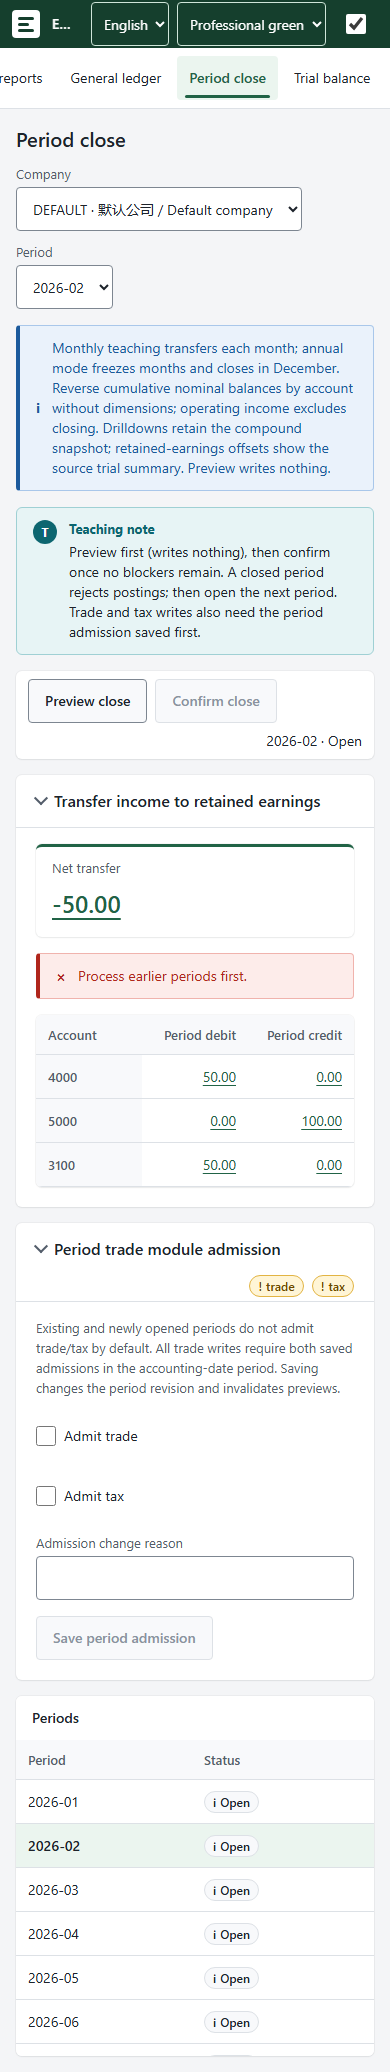 E...
English
Professional green
reports
General ledger
Period close
Trial balance
Period close
Company
DEFAULT · 默认公司 / Default company
Period
2026-02
i
Monthly teaching transfers each month; annual
mode freezes months and closes in December.
Reverse cumulative nominal balances by account
without dimensions; operating income excludes
closing. Drilldowns retain the compound
snapshot; retained-earnings offsets show the
source trial summary. Preview writes nothing.
T
Teaching note
Preview first (writes nothing), then confirm
once no blockers remain. A closed period
rejects postings; then open the next period.
Trade and tax writes also need the period
admission saved first.
Preview close
Confirm close
2026-02 · Open
Transfer income to retained earnings
Net transfer
-50.00
× Process earlier periods first.
Account Period debit Period credit
4000 50.00 0.00
5000 0.00 100.00
3100 50.00 0.00
Period trade module admission
! trade ! tax
Existing and newly opened periods do not admit
trade/tax by default. All trade writes require both saved
admissions in the accounting-date period. Saving
changes the period revision and invalidates previews.
Admit trade
Admit tax
Admission change reason
Save period admission
Periods
Period Status
2026-01 i Open
2026-02 i Open
2026-03 i Open
2026-04 i Open
2026-05 i Open
2026-06 i Open